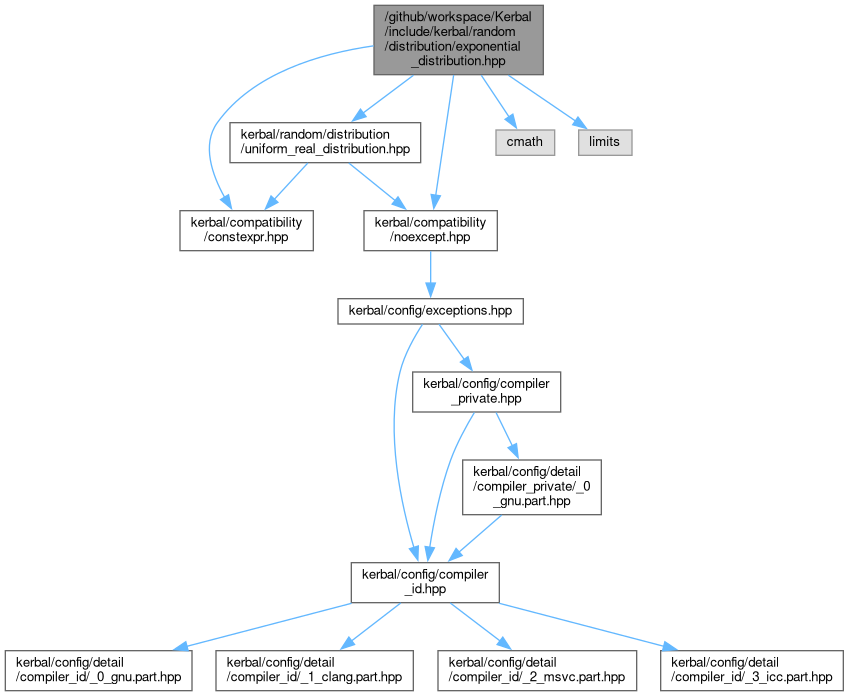 /github/workspace/Kerbal
/include/kerbal/random
/distribution/exponential
_distribution.hpp
kerbal/random/distribution
/uniform_real_distribution.hpp
cmath
limits
kerbal/compatibility
/constexpr.hpp
kerbal/compatibility
/noexcept.hpp
kerbal/config/exceptions.hpp
kerbal/config/compiler
_private.hpp
kerbal/config/detail
/compiler_private/_0
_gnu.part.hpp
kerbal/config/compiler
_id.hpp
kerbal/config/detail
/compiler_id/_0_gnu.part.hpp
kerbal/config/detail
/compiler_id/_1_clang.part.hpp
kerbal/config/detail
/compiler_id/_2_msvc.part.hpp
kerbal/config/detail
/compiler_id/_3_icc.part.hpp